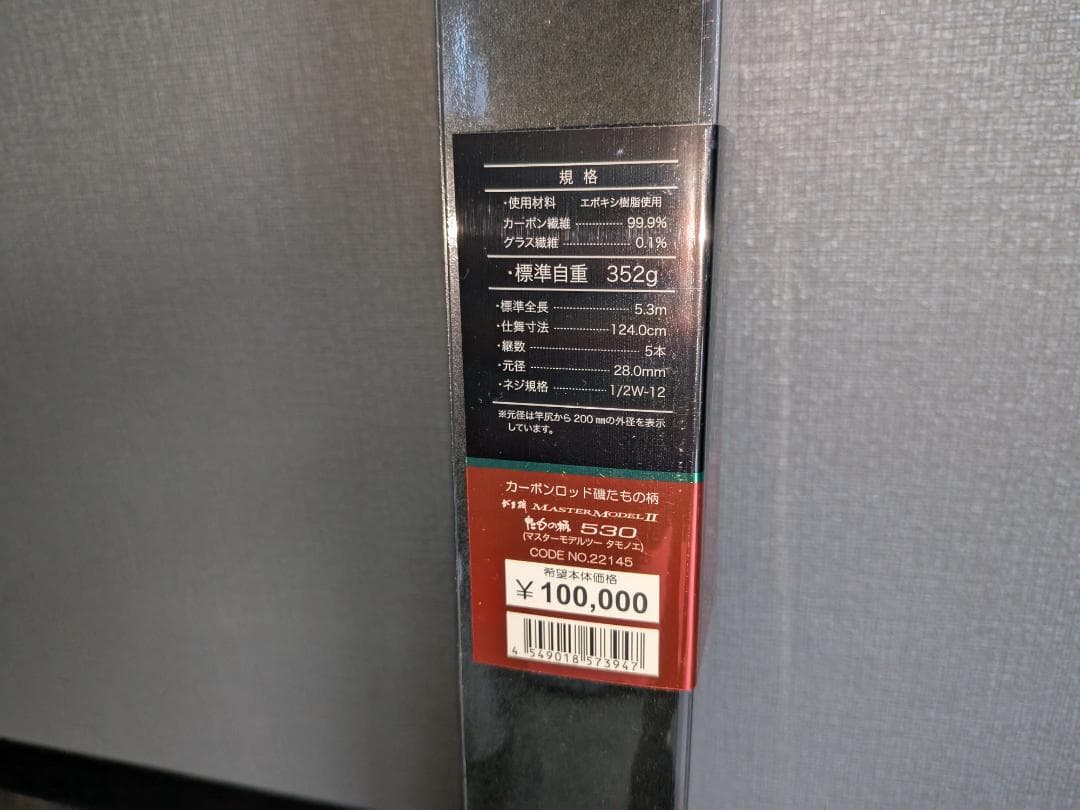 規格
・使用材料 エポキシ樹脂使用
カーボン繊維 99.9%
グラス繊維 0.1%
・標準自重 352g
・標準全長 5.3m
・仕舞寸法 124.0cm
・継数 5本
・元径 28.0mm
・ネジ規格 1/2W-12
※元径は竿尻から200㎜の外径を表示
しています。
カーボンロッド磯たもの柄
がま磯 MASTERMODEL II
たもの柄 530
(マスターモデルツー タモノエ)
CODE NO.22145
希望本体価格
¥100,000
4 549018 573947